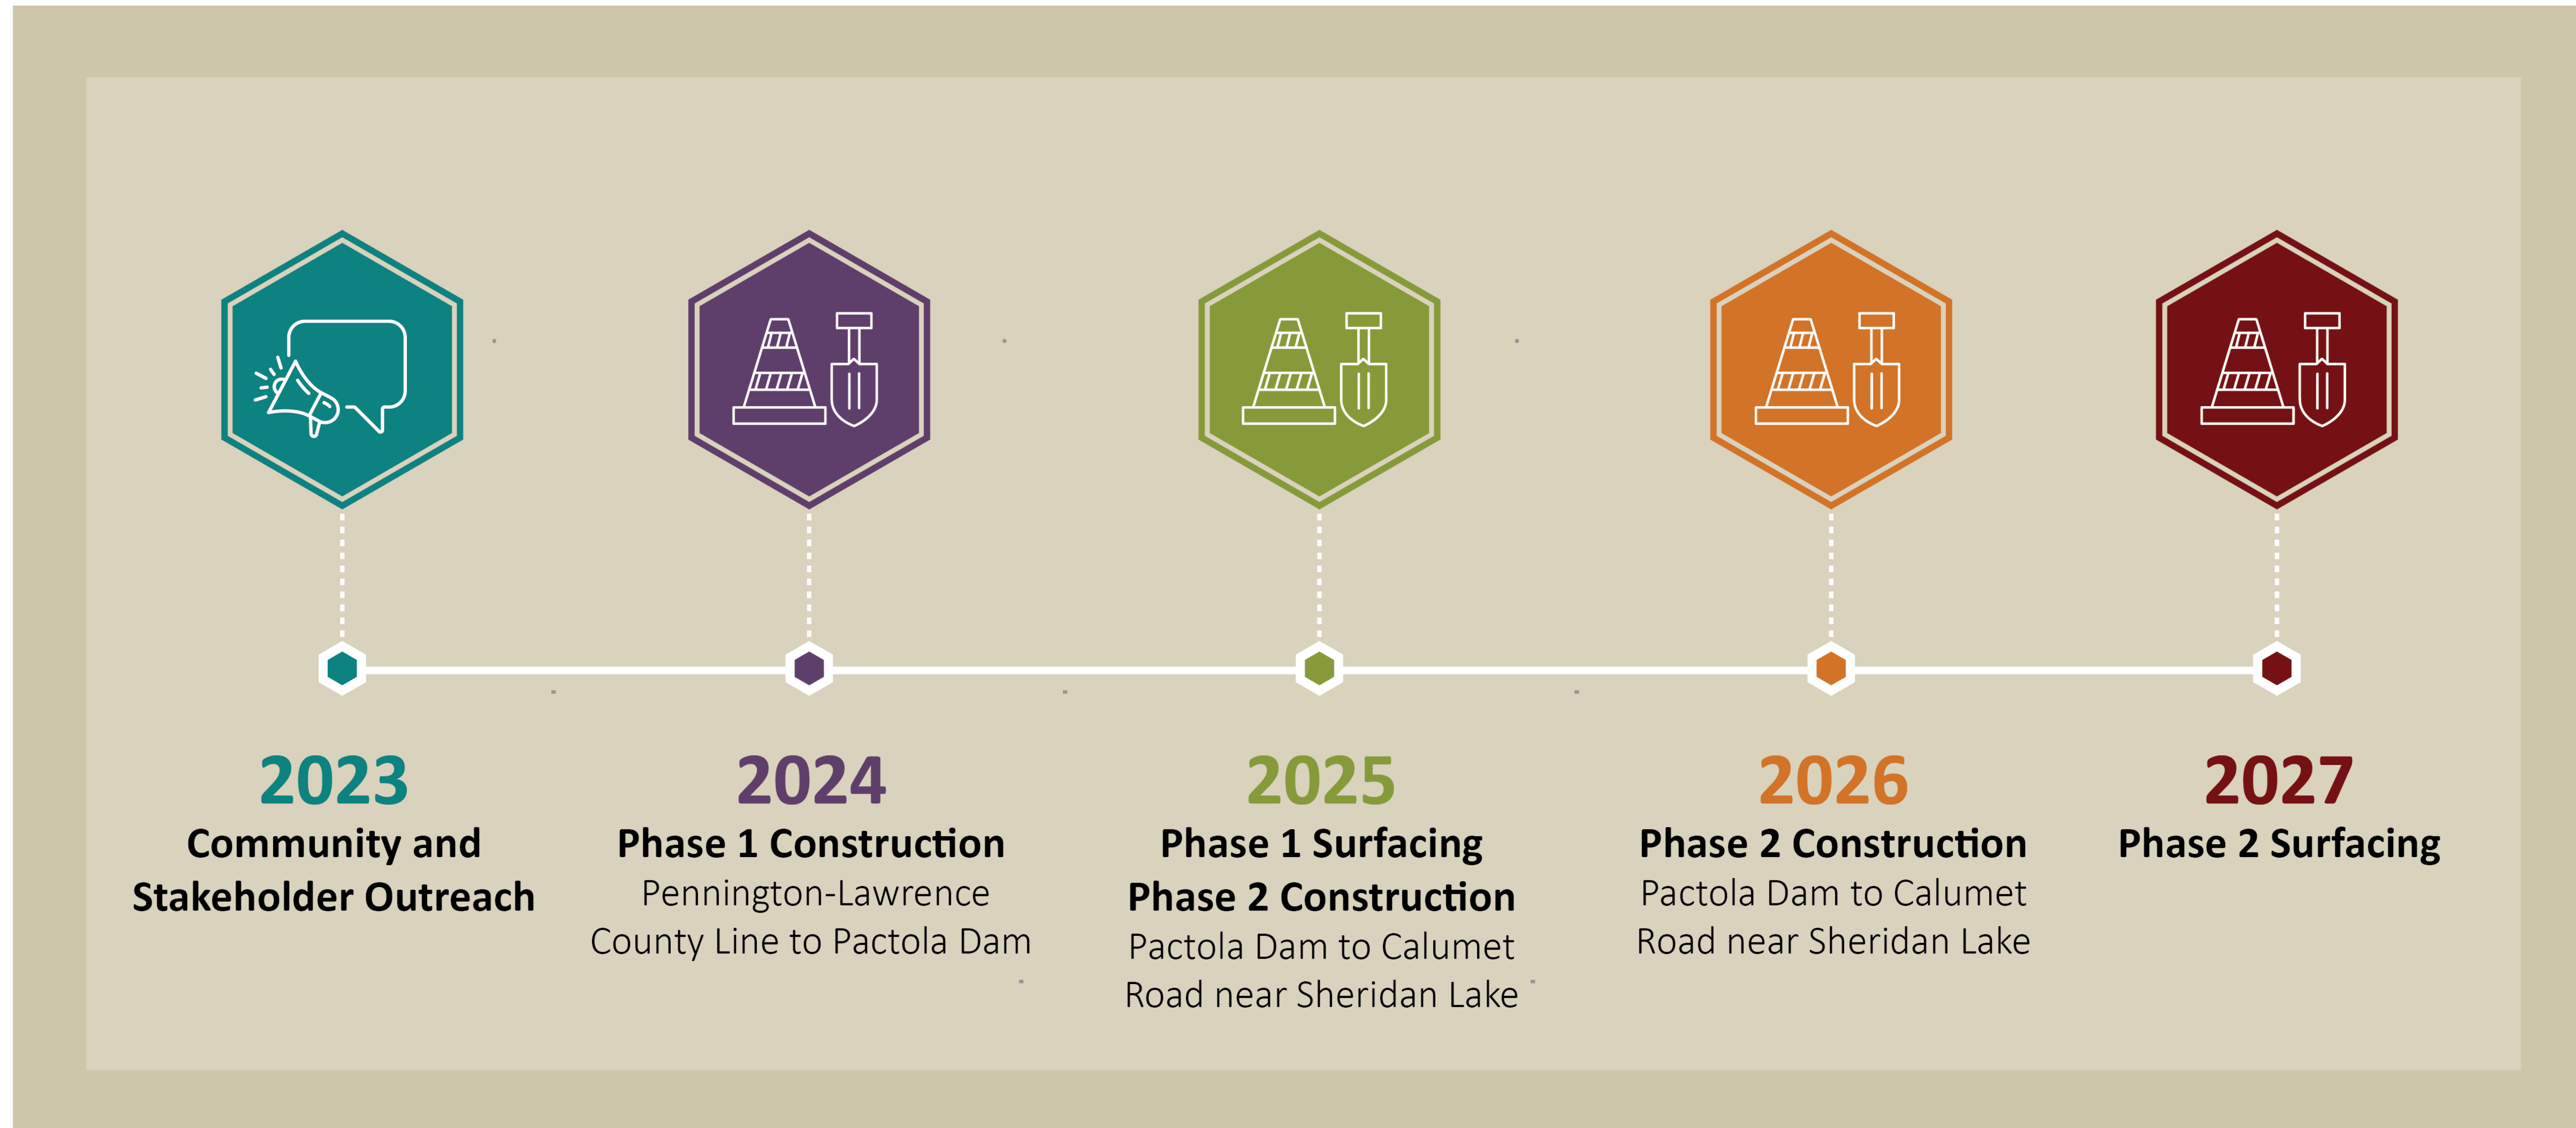 2023
Community and
Stakeholder Outreach
2024
Phase 1 Construction
Pennington-Lawrence
County Line to Pactola Dam
2025
Phase 1 Surfacing
Phase 2 Construction
Pactola Dam to Calumet
Road near Sheridan Lake
2026
Phase 2 Construction
Pactola Dam to Calumet
Road near Sheridan Lake
2027
Phase 2 Surfacing